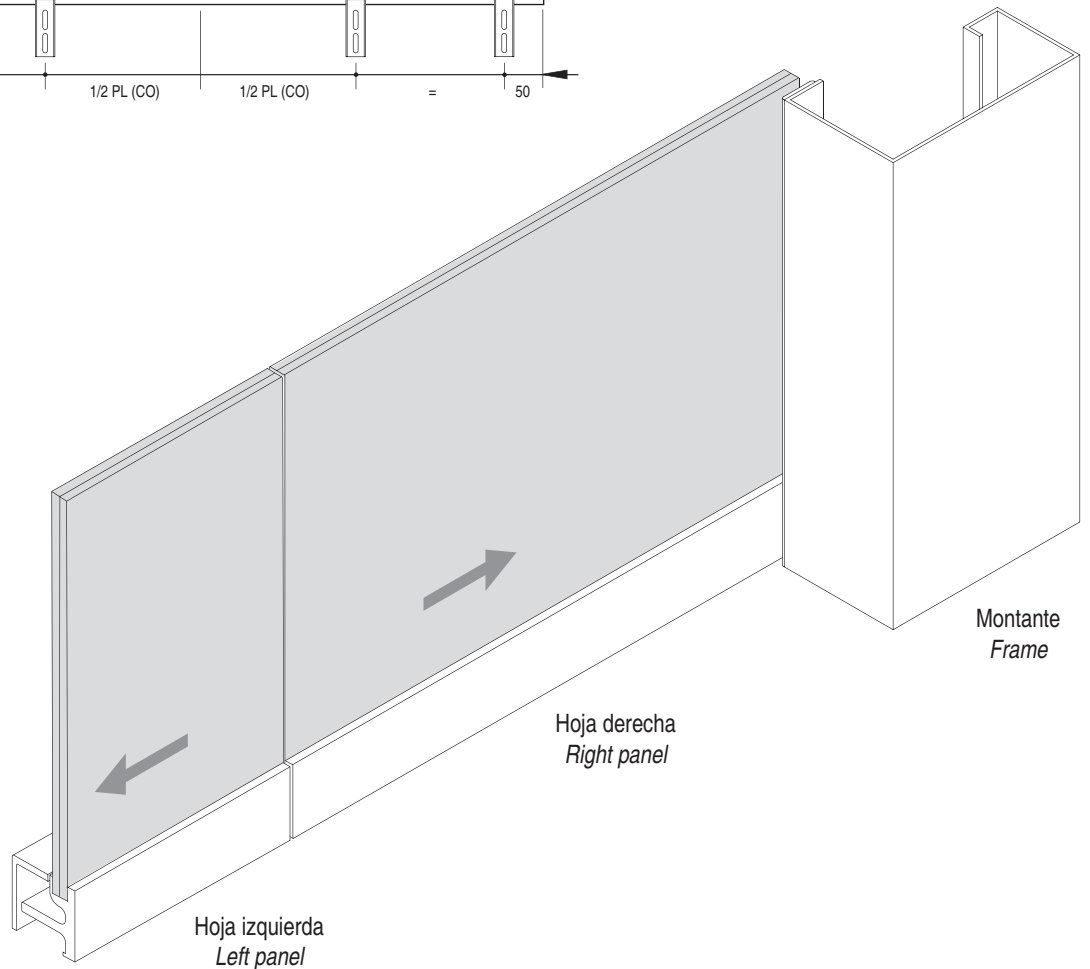 1/2 PL (CO) 1/2 PL (CO) = 50
Montante
Frame
Hoja derecha
Right panel
Hoja izquierda
Left panel